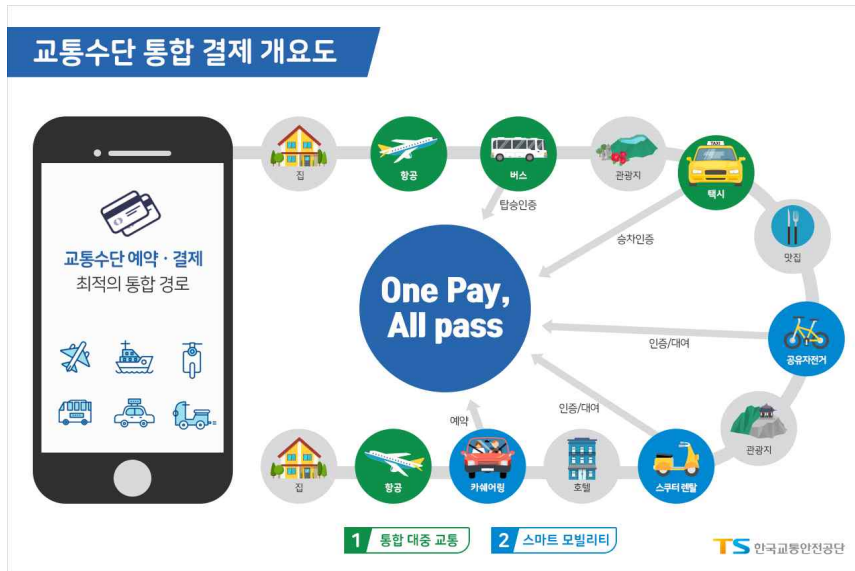 교통수단 통합 결제 개요도
교통수단 예약 · 결제
최적의 통합 경로
집
항공
버스
관광지
TAXI
택시
탑승인증
승차인증
맛집
One Pay,
All pass
인증/대여
공유자전거
인증/대여
예약
관광지
집
항공
카쉐어링
호텔
스쿠터 렌탈
1 통합 대중 교통
2 스마트 모빌리티
TS 한국교통안전공단